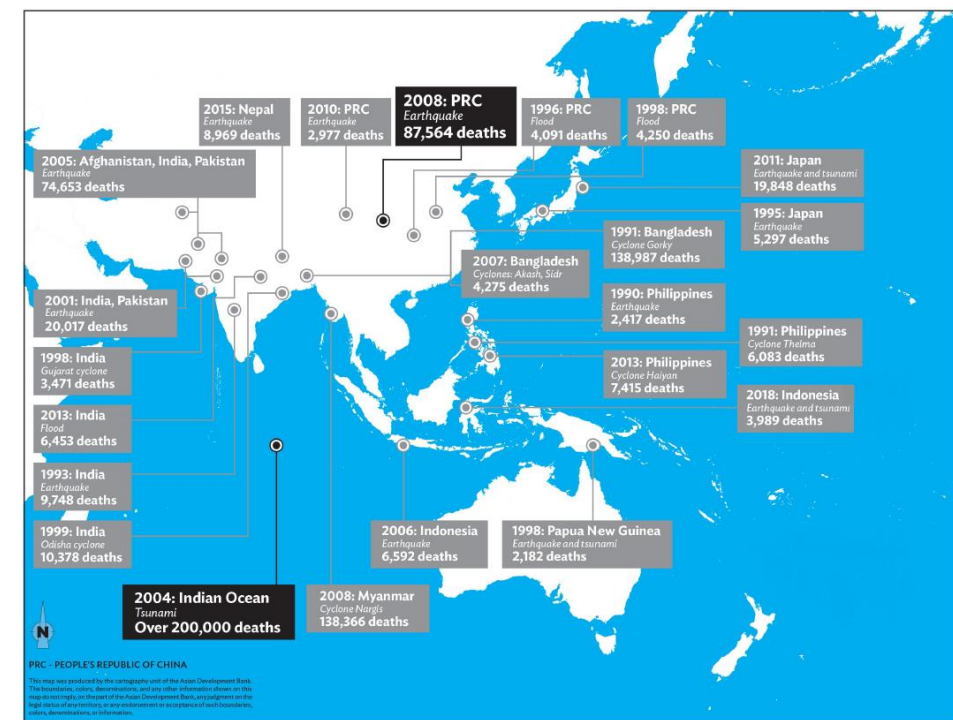 2015: Nepal
Earthquake
8,969 deaths
2010: PRC
Earthquake
2,977 deaths
2008: PRC
Earthquake
87,564 deaths
1996: PRC
Flood
4,091 deaths
1998: PRC
Flood
4,250 deaths
2005: Afghanistan, India, Pakistan
Earthquake
74,653 deaths
2011: Japan
Earthquake and tsunami
19,848 deaths
1995: Japan
Earthquake
5,297 deaths
1991: Bangladesh
Cyclone Gorky
138,987 deaths
2007: Bangladesh
Cyclones: Akash, Sidr
4,275 deaths
2001: India, Pakistan
Earthquake
20,017 deaths
1990: Philippines
Earthquake
2,417 deaths
1991: Philippines
Cyclone Thelma
6,083 deaths
1998: India
Gujarat cyclone
3,471 deaths
2013: Philippines
Cyclone Haiyan
7,415 deaths
2018: Indonesia
Earthquake and tsunami
3,989 deaths
2013: India
Flood
6,453 deaths
1993: India
Earthquake
9,748 deaths
1999: India
Odisha cyclone
10,378 deaths
2006: Indonesia
Earthquake
6,592 deaths
1998: Papua New Guinea
Earthquake and tsunami
2,182 deaths
2004: Indian Ocean
Tsunami
Over 200,000 deaths
2008: Myanmar
Cyclone Nargis
138,366 deaths
N
PRC - PEOPLE'S REPUBLIC OF CHINA
This map was produced by the cartography unit of the Asian Development Bank.
The boundaries, colors, denominations, and any other information shown on this
map do not imply, on the part of the Asian Development Bank, any judgment on the
legal status of any territory, or any endorsement or acceptance of such boundaries,
colors, denominations, or information.